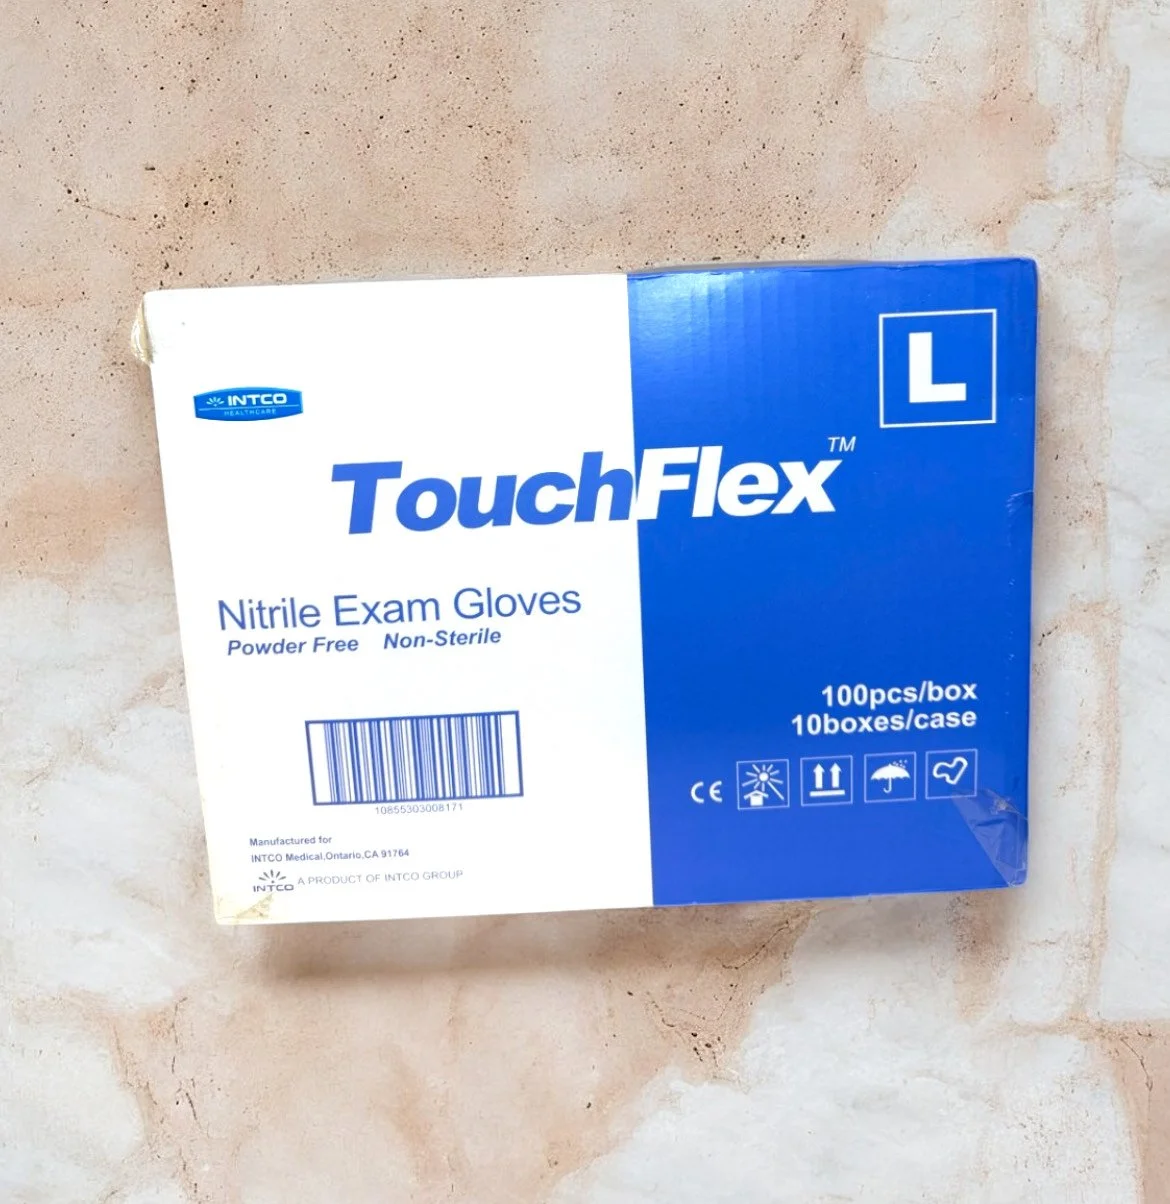 L
INTCO
HEALTHCARE
TouchFlex™
Nitrile Exam Gloves
Powder Free Non-Sterile
100pcs/box
10boxes/case
CE
10855303008171
Manufactured for
INTCO Medical,Ontario,CA 91764
INTCO A PRODUCT OF INTCO GROUP